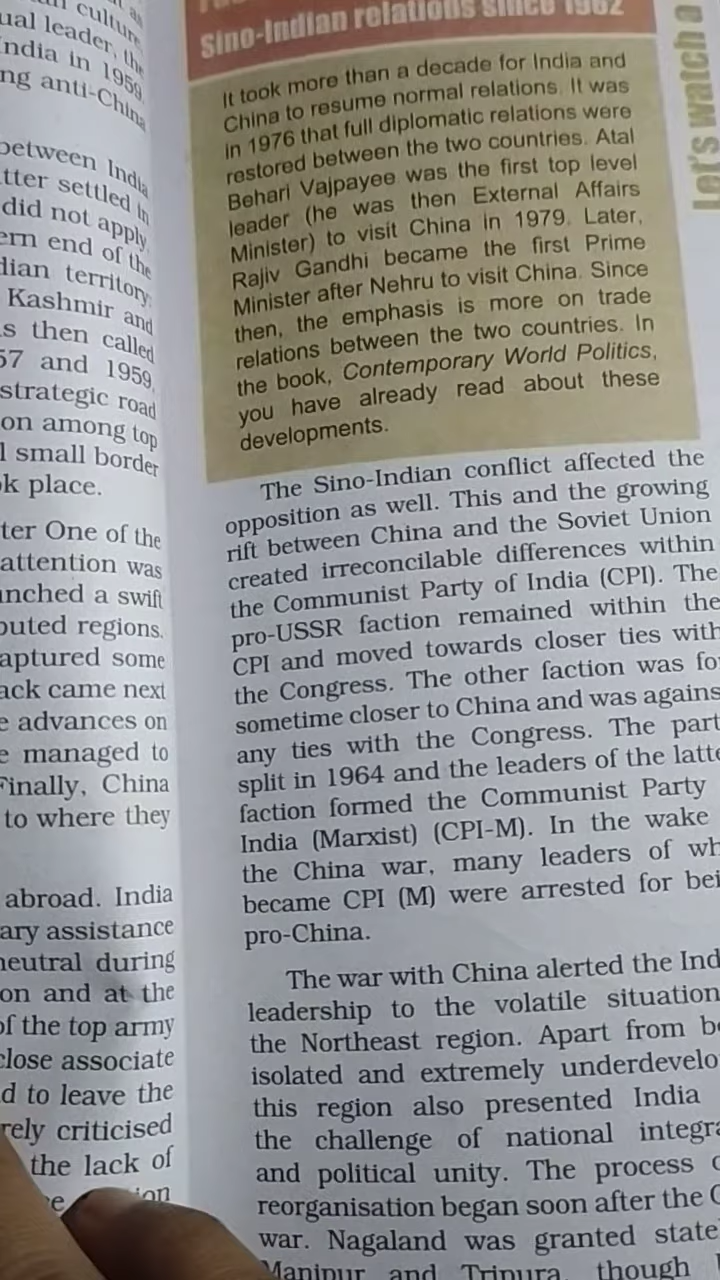 culture
ual leader, the
India in 1959
ng anti-China
between India
tter settled in
did not apply
ern end of the
dian territory
Kashmir and
s then called
57 and 1959
strategic road
on among top
l small border
ok place.
ter One of the
attention was
unched a swift
puted regions.
aptured some
ack came next
e advances on
e managed to
Finally, China
to where they
abroad. India
ary assistance
neutral during
on and at the
of the top army
close associate
d to leave the
rely criticised
the lack of
Sino-Indian relations since 1962
It took more than a decade for India and
China to resume normal relations. It was
in 1976 that full diplomatic relations were
restored between the two countries. Atal
Behari Vajpayee was the first top level
leader (he was then External Affairs
Minister) to visit China in 1979. Later,
Rajiv Gandhi became the first Prime
Minister after Nehru to visit China. Since
then, the emphasis is more on trade
relations between the two countries. In
the book, Contemporary World Politics,
you have already read about these
developments.
The Sino-Indian conflict affected the
opposition as well. This and the growing
rift between China and the Soviet Union
created irreconcilable differences within
the Communist Party of India (CPI). The
pro-USSR faction remained within the
CPI and moved towards closer ties with
the Congress. The other faction was fo
sometime closer to China and was agains
any ties with the Congress. The part
split in 1964 and the leaders of the latte
faction formed the Communist Party
India (Marxist) (CPI-M). In the wake
the China war, many leaders of wh
became CPI (M) were arrested for bei
pro-China.
The war with China alerted the Ind
leadership to the volatile situation
the Northeast region. Apart from be
isolated and extremely underdevelo
this region also presented India
the challenge of national integra
and political unity. The process
reorganisation began soon after the
war. Nagaland was granted state
Manipur and Tripura, though
Let's watch a